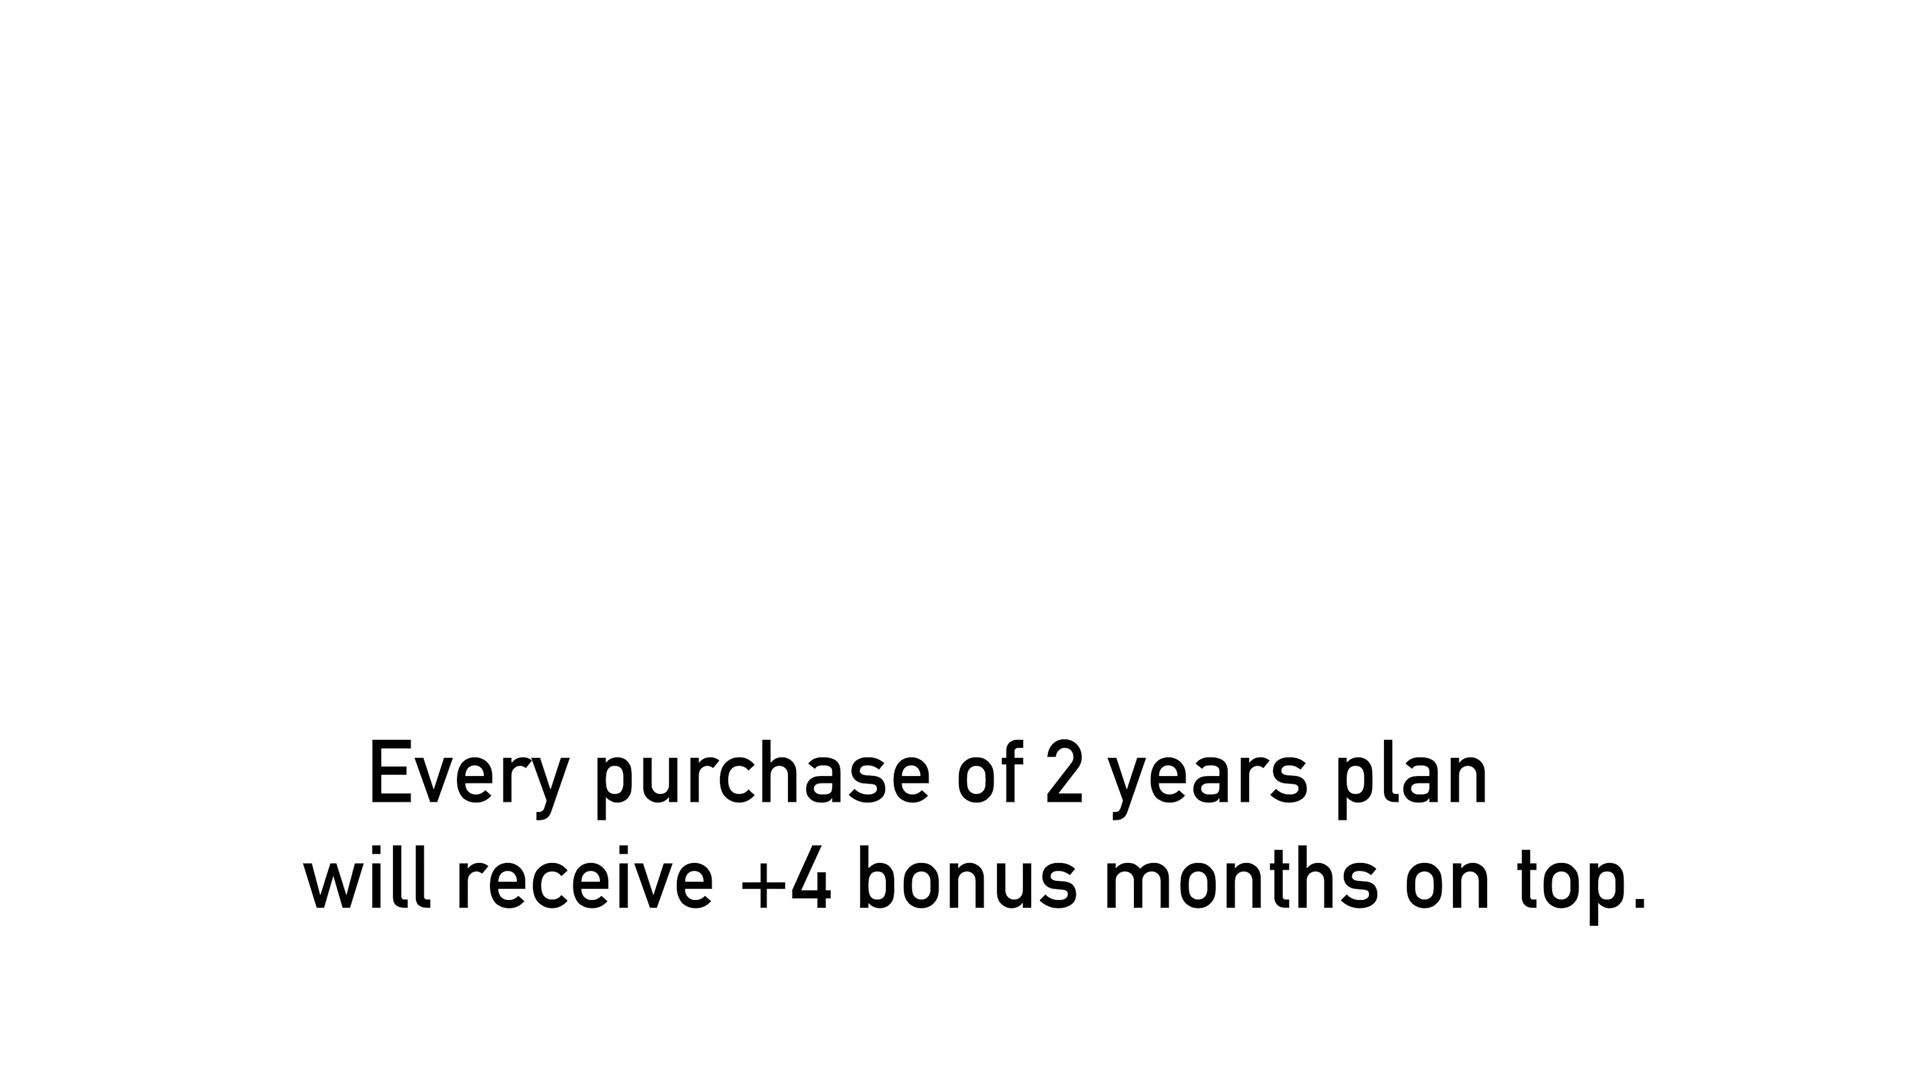 Every purchase of 2 years plan
will receive +4 bonus months on top.